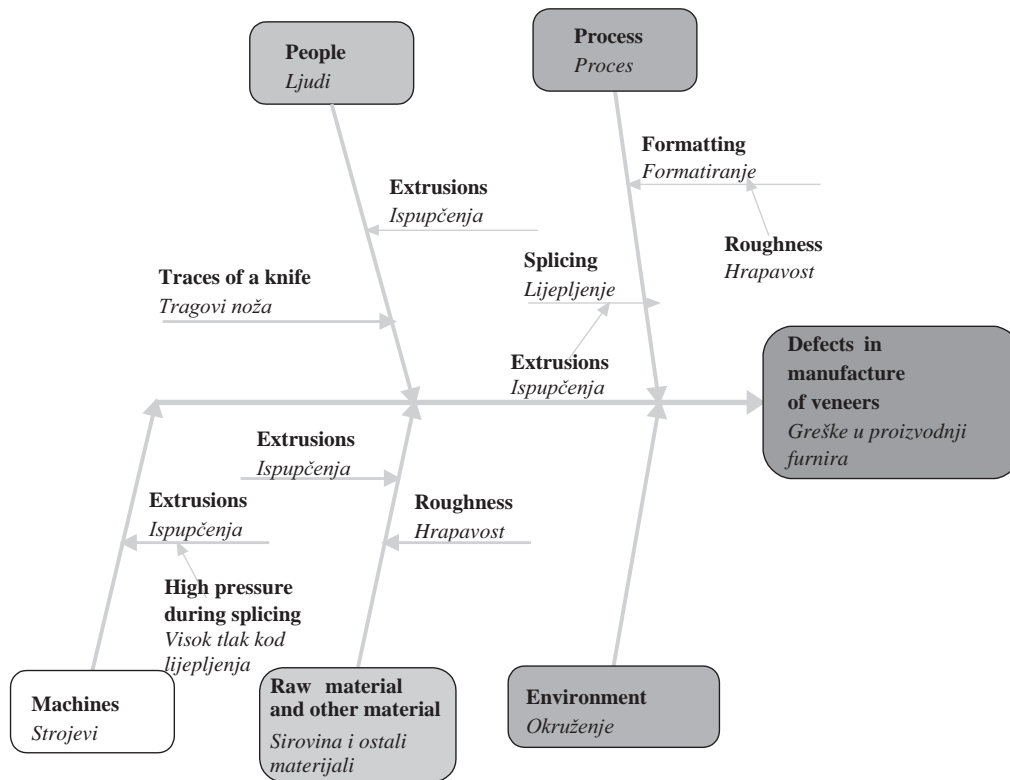 People
Ljudi
Process
Proces
Formatting
Formatiranje
Extrusions
Ispupčenja
Roughness
Hrapavost
Splicing
Lijepljenje
Traces of a knife
Tragovi noža
Extrusions
Ispupčenja
Defects in
manufacture
of veneers
Greške u proizvodnji
furnira
Extrusions
Ispupčenja
Extrusions
Ispupčenja
Roughness
Hrapavost
High pressure
during splicing
Visok tlak kod
lijepljenja
Machines
Strojevi
Raw material
and other material
Sirovina i ostali
materijali
Environment
Okruženje